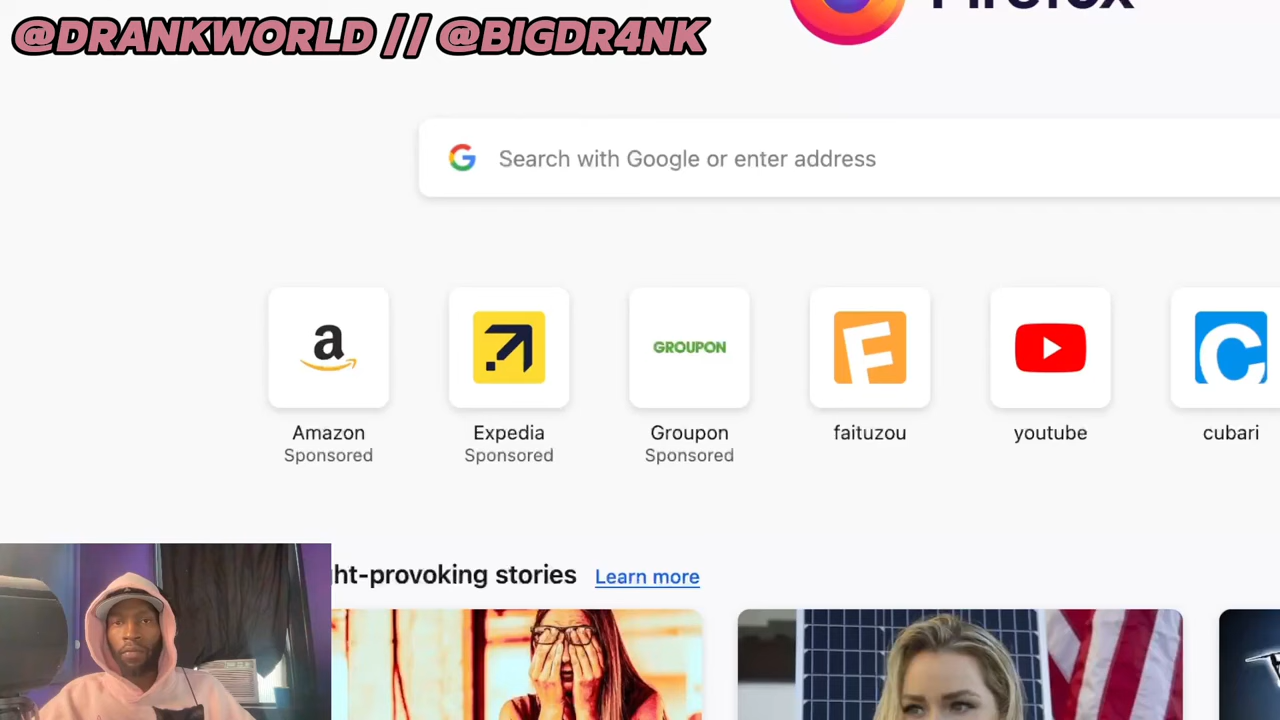 @DRANKWORLD // @BIGDR4NK
Firefox
Search with Google or enter address
a
GROUPON
F
C
Amazon
Sponsored
Expedia
Sponsored
Groupon
Sponsored
faituzou
youtube
cubari
ht-provoking stories Learn more